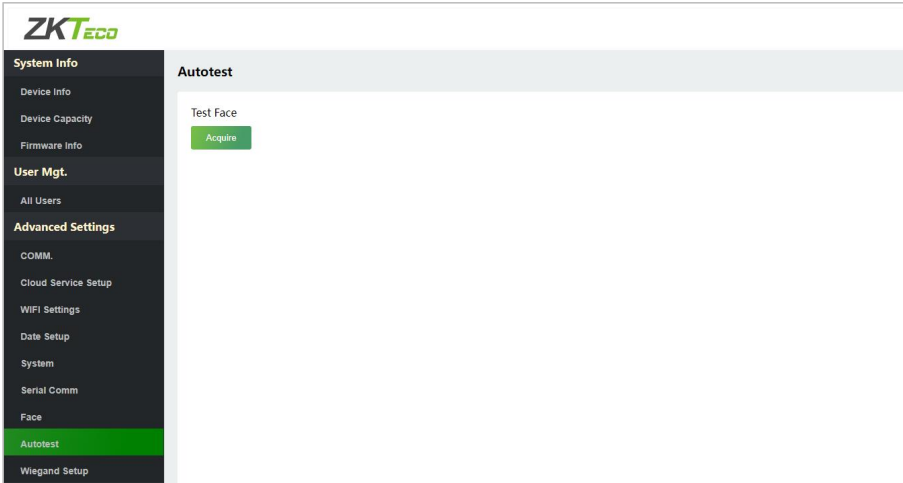 ZKTECO
System Info
Device Info
Device Capacity
Firmware Info
User Mgt.
All Users
Advanced Settings
COMM.
Cloud Service Setup
WIFI Settings
Date Setup
System
Serial Comm
Face
Autotest
Wiegand Setup
Autotest
Test Face
Acquire